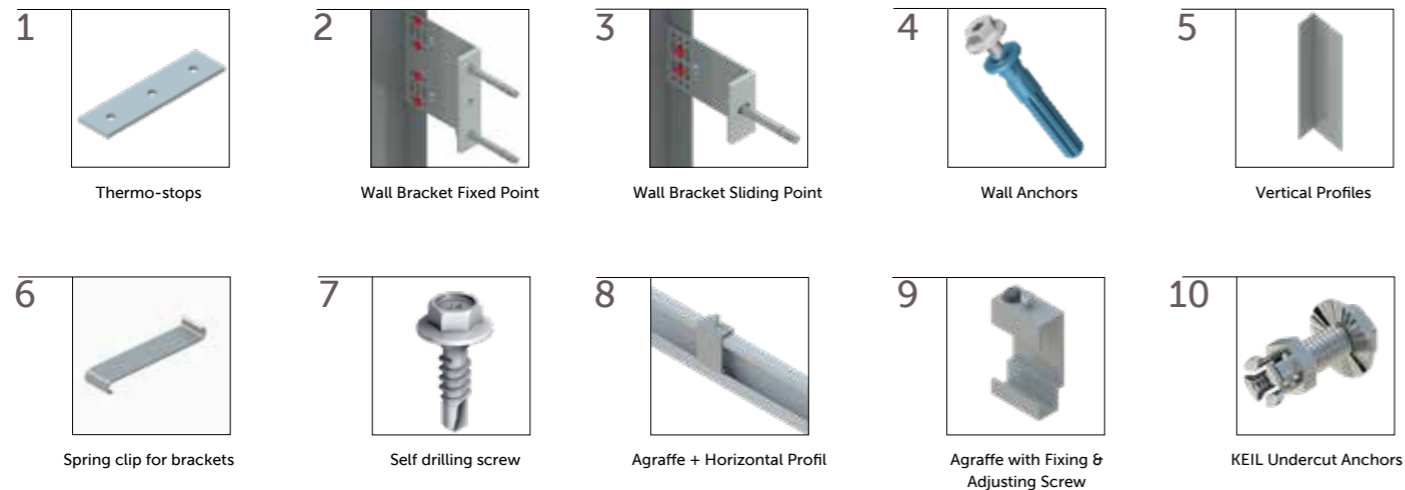 1
2
3
4
5
Thermo-stops
Wall Bracket Fixed Point
Wall Bracket Sliding Point
Wall Anchors
Vertical Profiles
6
7
8
9
10
Spring clip for brackets
Self drilling screw
Agraffe + Horizontal Profil
Agraffe with Fixing &
Adjusting Screw
KEIL Undercut Anchors